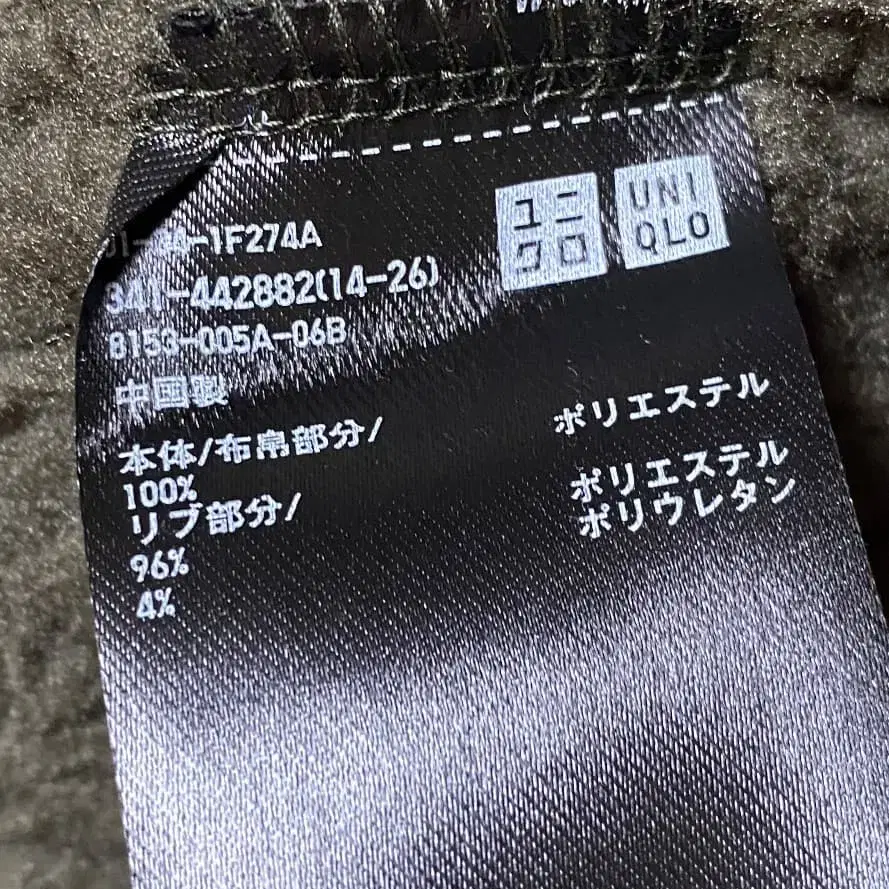 ユニ
クロ
UNI
QLO
-1F274A
341-442882(14-26)
8153-005A-06B
中国製
本体/布帛部分/ ポリエステル
100%
リブ部分/ ポリエステル
ポリウレタン
96%
4%